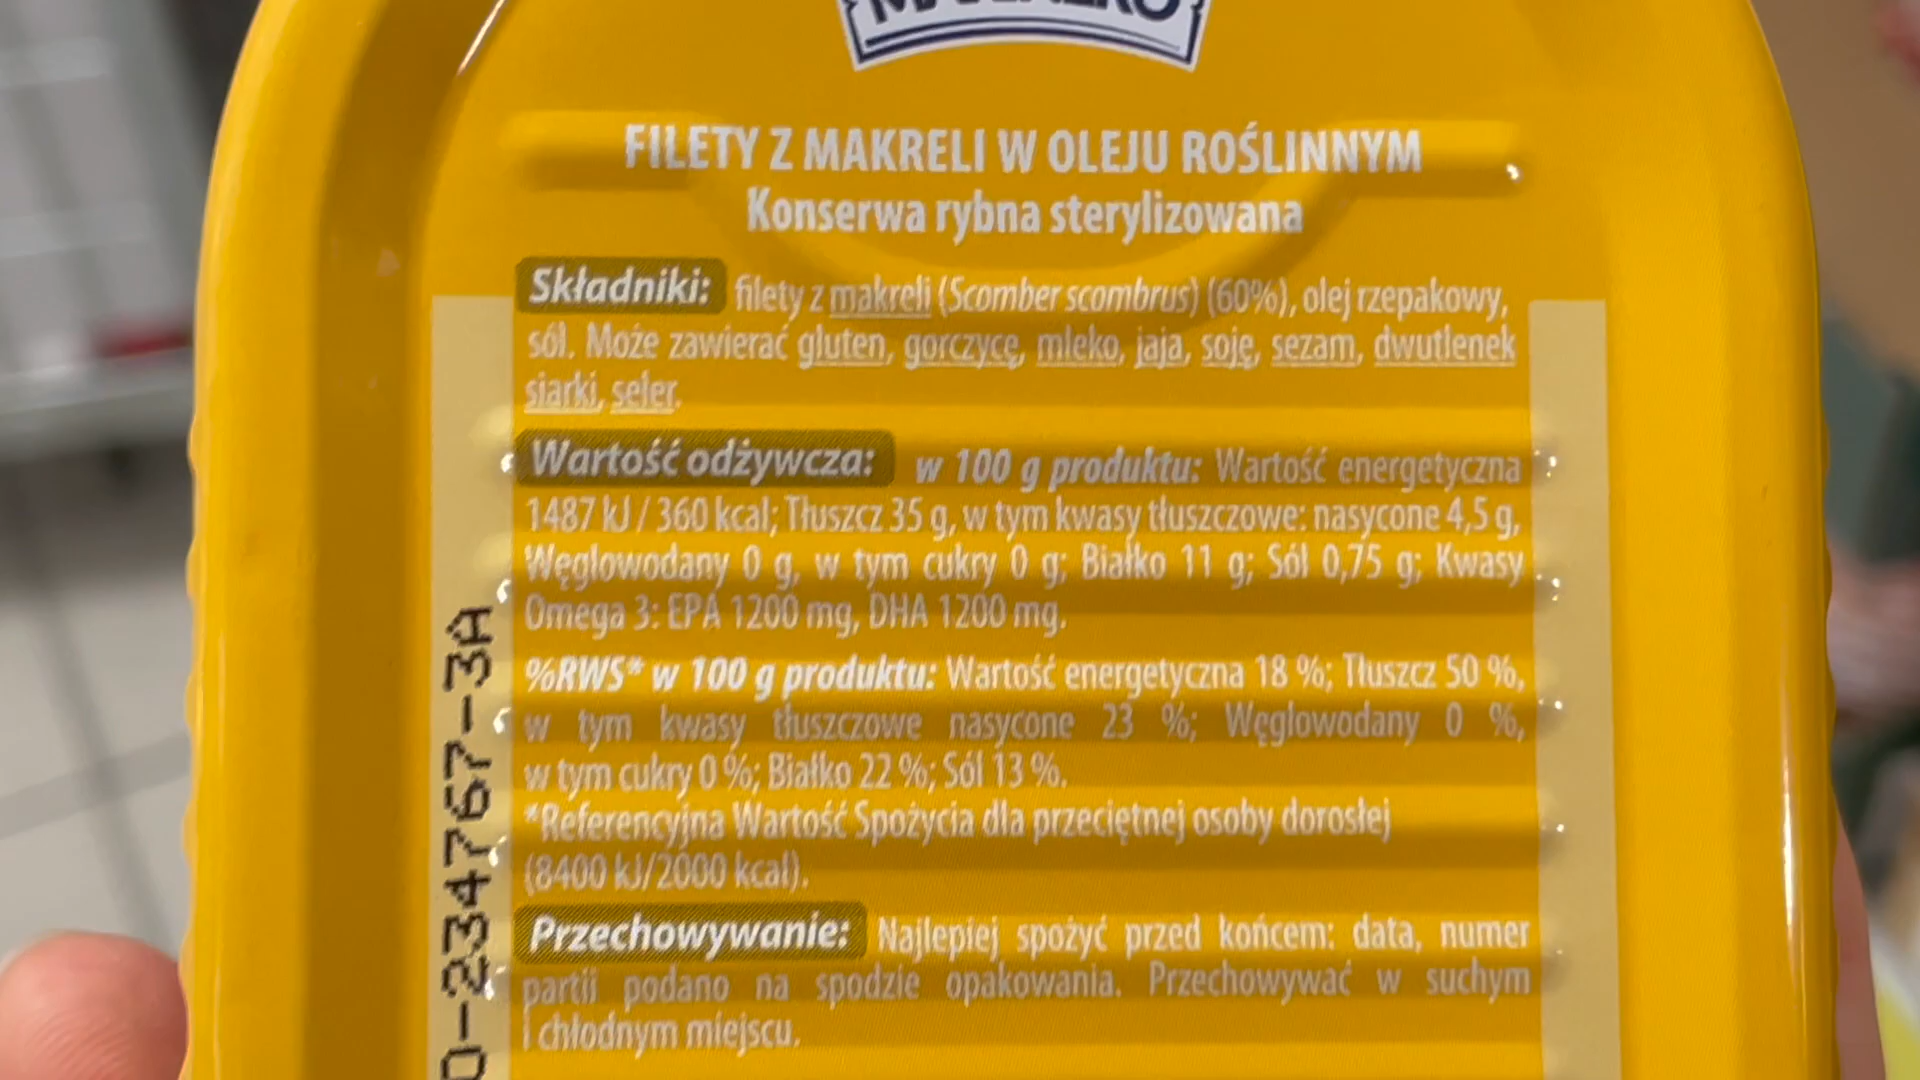 FILETY Z MAKRELI W OLEJU ROŚLINNYM
Konserwa rybna sterylizowana
Składniki: filety z makreli (Scomber scombrus) (60%), olej rzepakowy,
sól. Może zawierać gluten, gorczycę, mleko, jaja, soję, sezam, dwutlenek
siarki, seler.
Wartość odżywcza: w 100 g produktu: Wartość energetyczna
1487 kJ / 360 kcal; Tłuszcz 35 g, w tym kwasy tłuszczowe: nasycone 4,5 g,
Węglowodany 0 g, w tym cukry 0 g; Białko 11 g; Sól 0,75 g; Kwasy
Omega 3: EPA 1200 mg, DHA 1200 mg.
%RWS* w 100 g produktu: Wartość energetyczna 18 %; Tłuszcz 50 %,
w tym kwasy tłuszczowe nasycone 23 %; Węglowodany 0 %,
w tym cukry 0 %; Białko 22 %; Sól 13 %.
*Referencyjna Wartość Spożycia dla przeciętnej osoby dorosłej
(8400 kJ/2000 kcal).
Przechowywanie: Najlepiej spożyć przed końcem: data, numer
partii podano na spodzie opakowania. Przechowywać w suchym
i chłodnym miejscu.
0-234767-3A